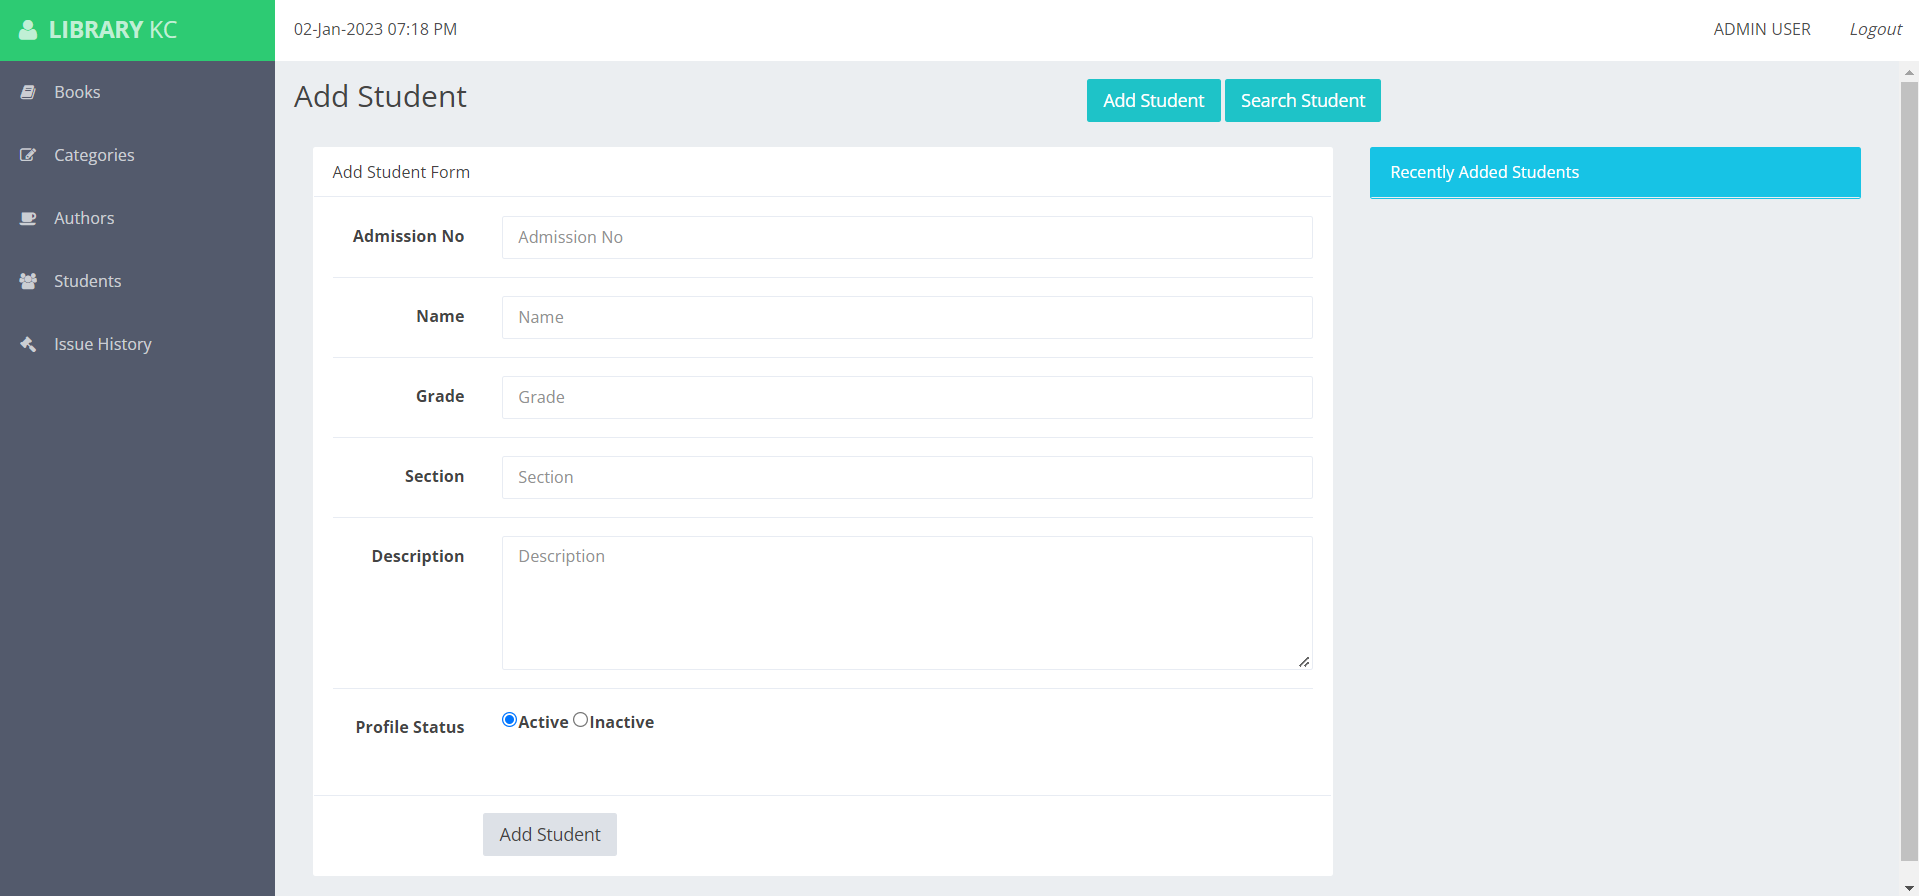 LIBRARY KC
02-Jan-2023 07:18 PM
ADMIN USER
Logout
Books
Categories
Authors
Students
Issue History
Add Student
Add Student
Search Student
Add Student Form
Recently Added Students
Admission No
Admission No
Name
Name
Grade
Grade
Section
Section
Description
Description
Profile Status
Active Inactive
Add Student